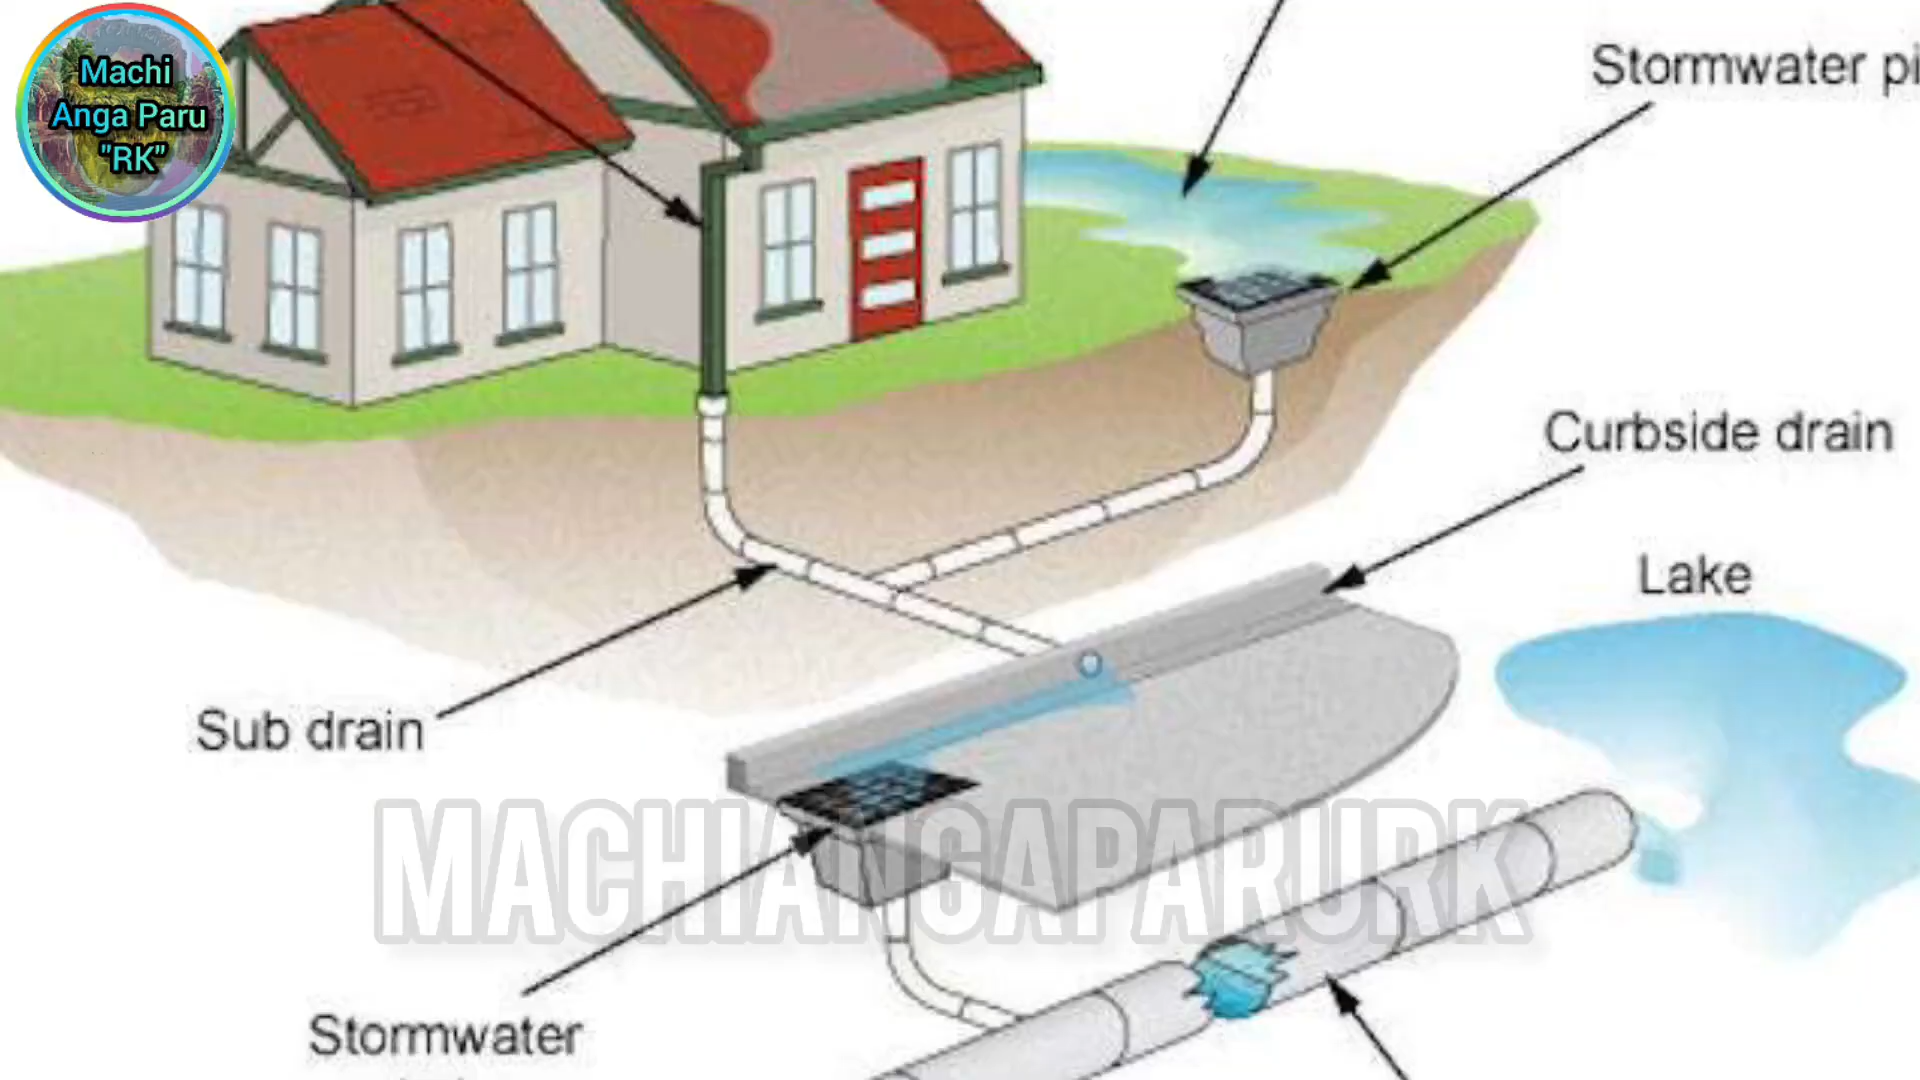 Machi
Anga Paru
"RK"
Stormwater pi
Curbside drain
Lake
Sub drain
MACHIANGAPARURK
Stormwater